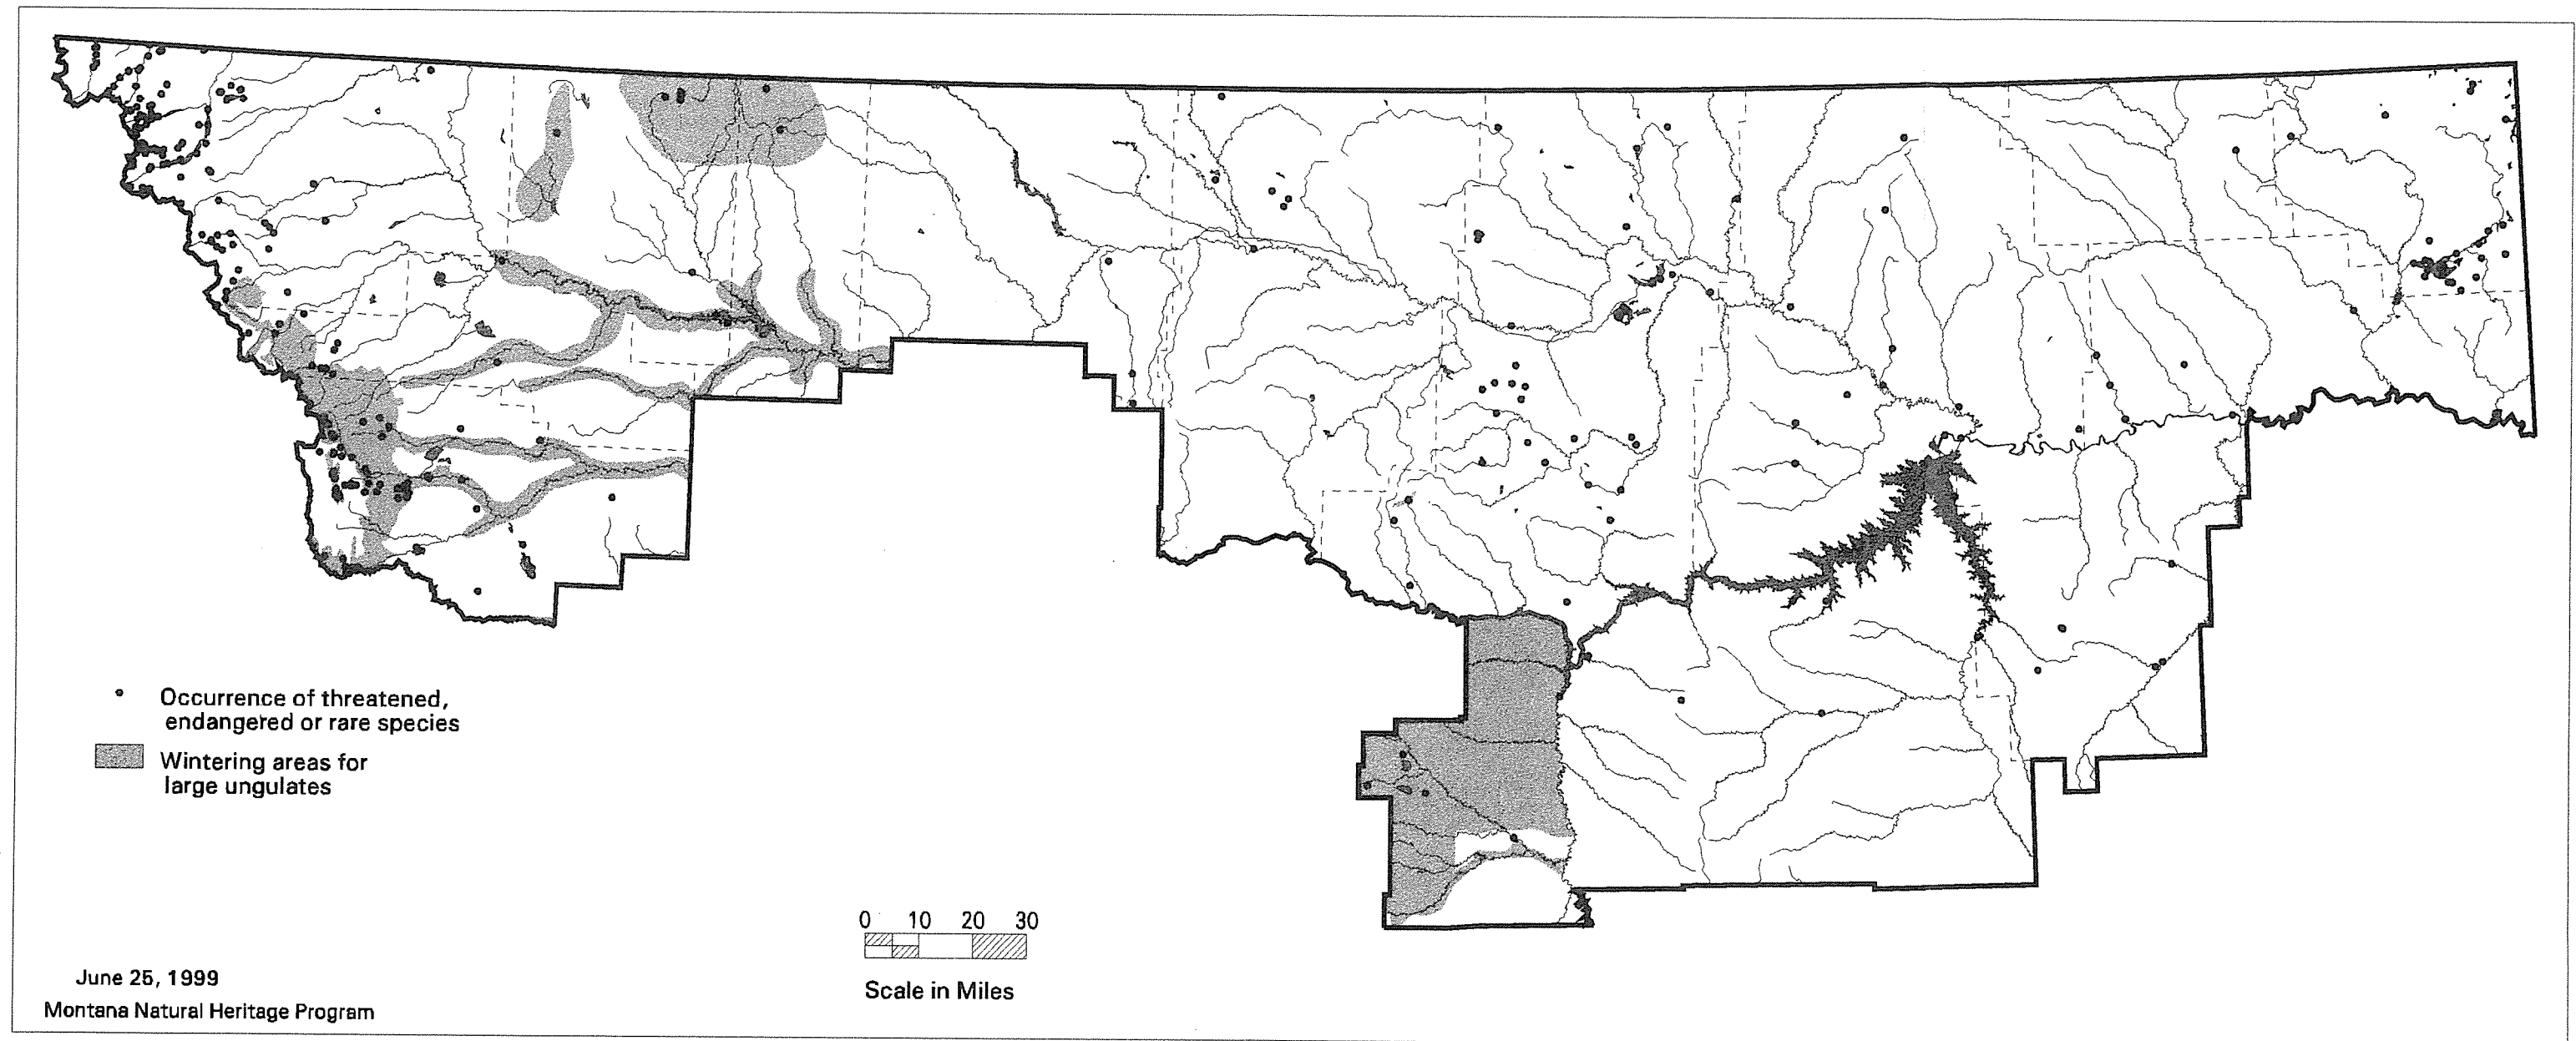 Occurrence of threatened,
endangered or rare species
Wintering areas for
large ungulates
0 10 20 30
Scale in Miles
June 25, 1999
Montana Natural Heritage Program